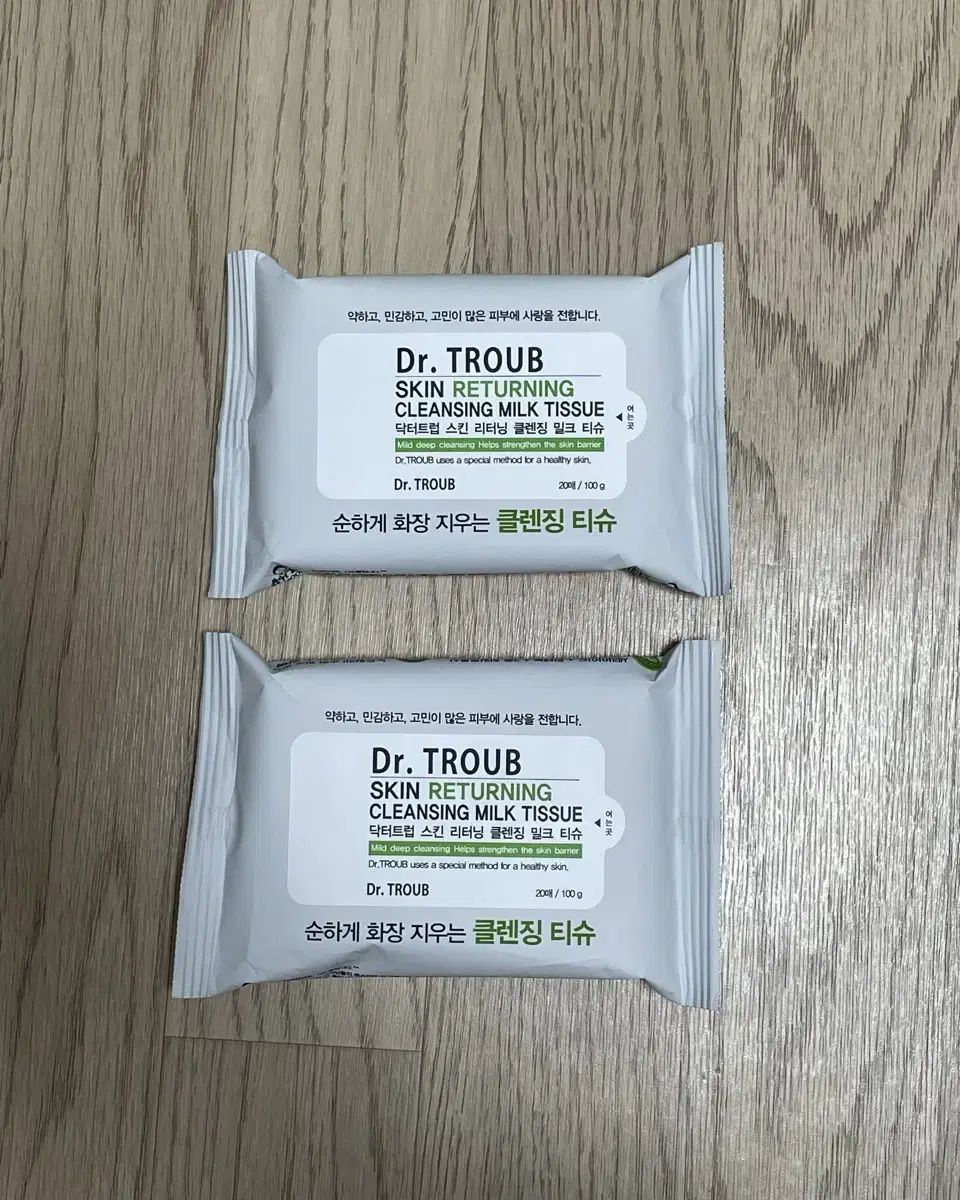 약하고, 민감하고, 고민이 많은 피부에 사랑을 전합니다.
Dr. TROUB
SKIN RETURNING
CLEANSING MILK TISSUE
닥터트럽 스킨 리터닝 클렌징 밀크 티슈
Mild deep cleansing Helps strengthen the skin barrier
Dr.TROUB uses a special method for a healthy skin.
Dr. TROUB
20매 / 100 g
◀ 여는곳
순하게 화장 지우는 클렌징 티슈
약하고, 민감하고, 고민이 많은 피부에 사랑을 전합니다.
Dr. TROUB
SKIN RETURNING
CLEANSING MILK TISSUE
닥터트럽 스킨 리터닝 클렌징 밀크 티슈
Mild deep cleansing Helps strengthen the skin barrier
Dr.TROUB uses a special method for a healthy skin.
Dr. TROUB
20매 / 100 g
◀ 여는곳
순하게 화장 지우는 클렌징 티슈